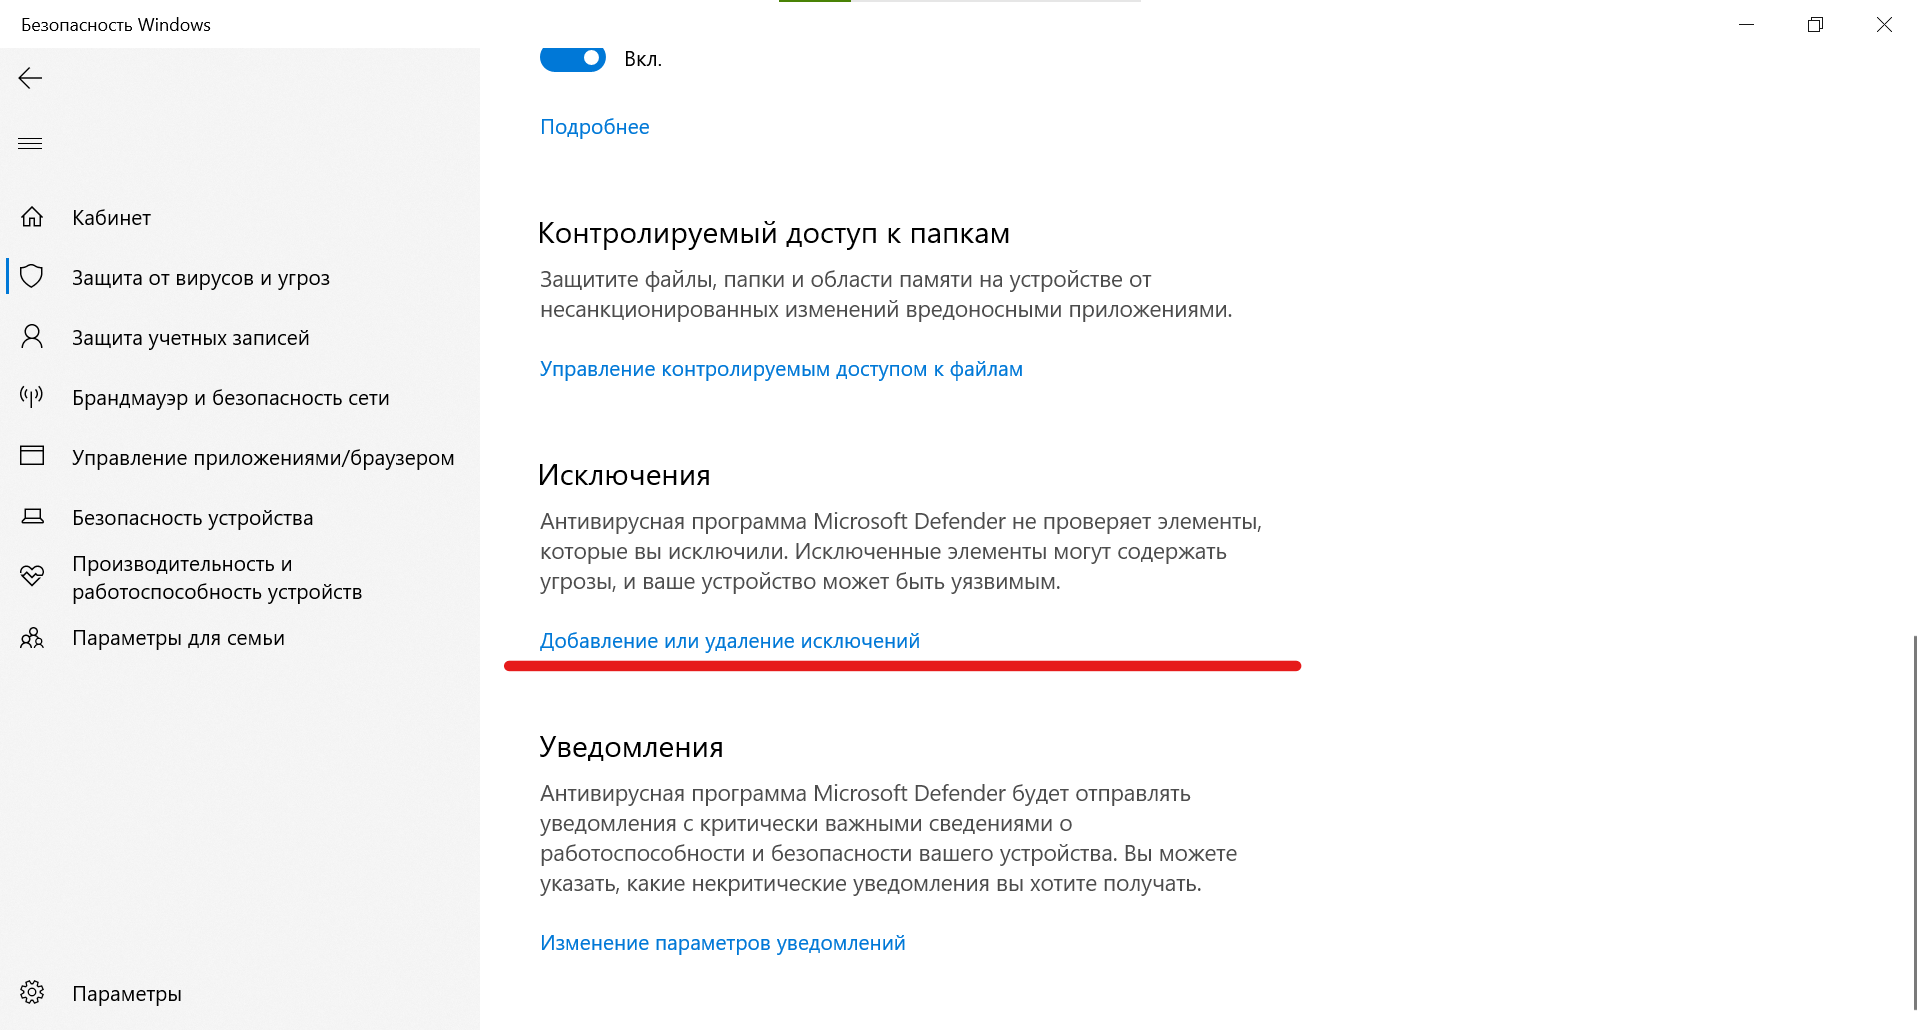 Безопасность Windows
Кабинет
Защита от вирусов и угроз
Защита учетных записей
Брандмауэр и безопасность сети
Управление приложениями/браузером
Безопасность устройства
Производительность и
работоспособность устройств
Параметры для семьи
Параметры
Вкл.
Подробнее
Контролируемый доступ к папкам
Защитите файлы, папки и области памяти на устройстве от
несанкционированных изменений вредоносными приложениями.
Управление контролируемым доступом к файлам
Исключения
Антивирусная программа Microsoft Defender не проверяет элементы,
которые вы исключили. Исключенные элементы могут содержать
угрозы, и ваше устройство может быть уязвимым.
Добавление или удаление исключений
Уведомления
Антивирусная программа Microsoft Defender будет отправлять
уведомления с критически важными сведениями о
работоспособности и безопасности вашего устройства. Вы можете
указать, какие некритические уведомления вы хотите получать.
Изменение параметров уведомлений